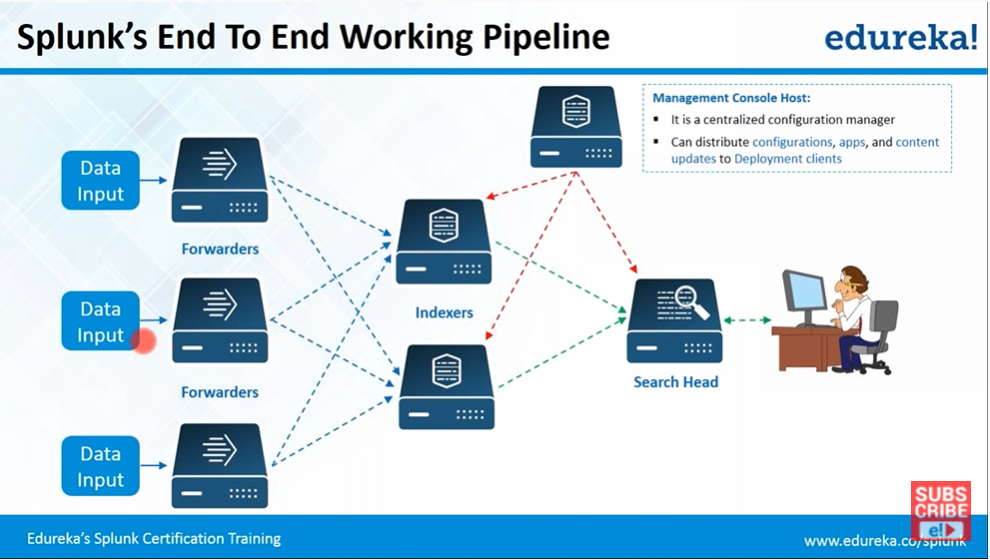 Splunk's End To End Working Pipeline
edureka!
Management Console Host:
▪ It is a centralized configuration manager
▪ Can distribute configurations, apps, and content
updates to Deployment clients
Data
Input
Forwarders
Data
Input
Forwarders
Data
Input
Indexers
Search Head
SUBS
CRIBE
e!
Edureka's Splunk Certification Training
www.edureka.co/splunk